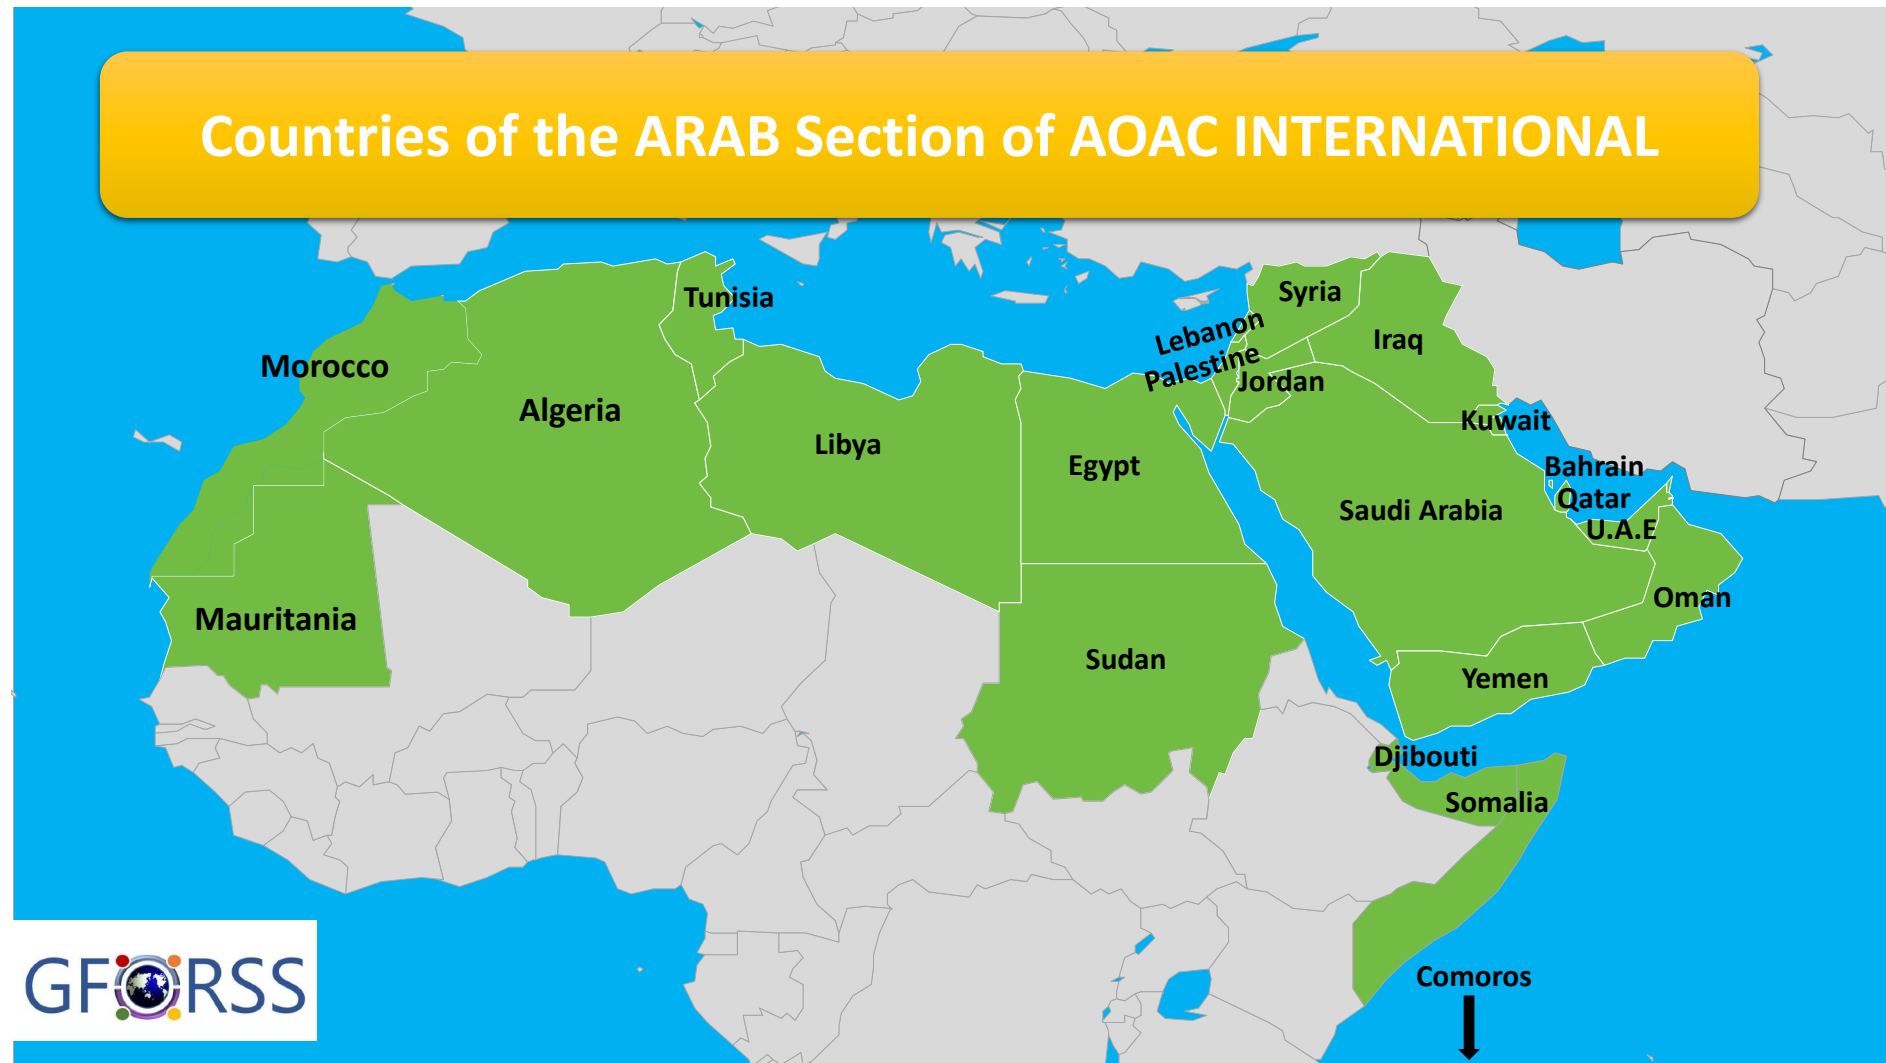 Countries of the ARAB Section of AOAC INTERNATIONAL
Tunisia
Syria
Lebanon
Iraq
Morocco
Palestine
Jordan
Algeria
Kuwait
Libya
Egypt
Bahrain
Qatar
Saudi Arabia
U.A.E
Oman
Mauritania
Sudan
Yemen
Djibouti
Somalia
Comoros
GFORSS